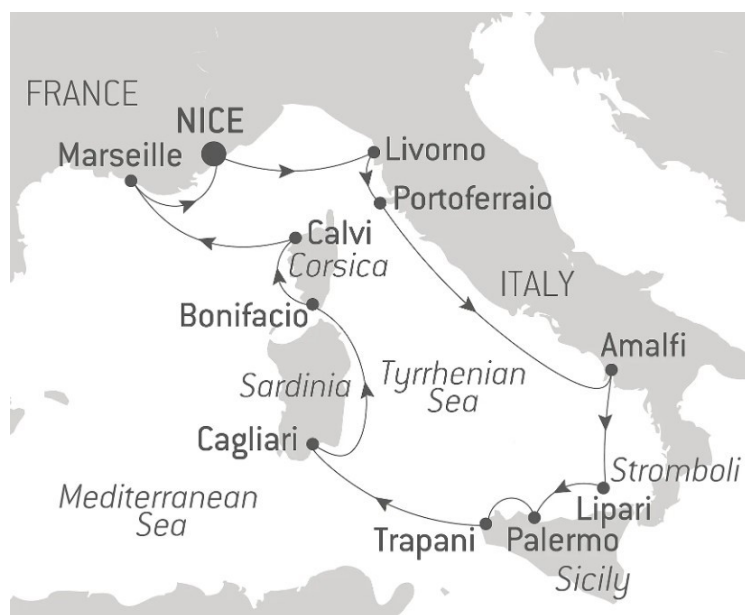 FRANCE
NICE
Marseille
Livorno
Portoferraio
Calvi
Corsica
ITALY
Bonifacio
Amalfi
Tyrrhenian
Sea
Sardinia
Cagliari
Stromboli
Mediterranean
Sea
Lipari
Trapani
Palermo
Sicily